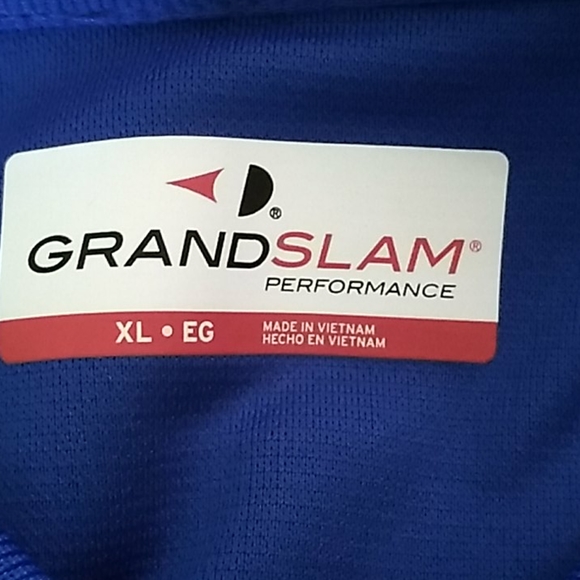 ®
GRANDSLAM®
PERFORMANCE
XL • EG
MADE IN VIETNAM
HECHO EN VIETNAM